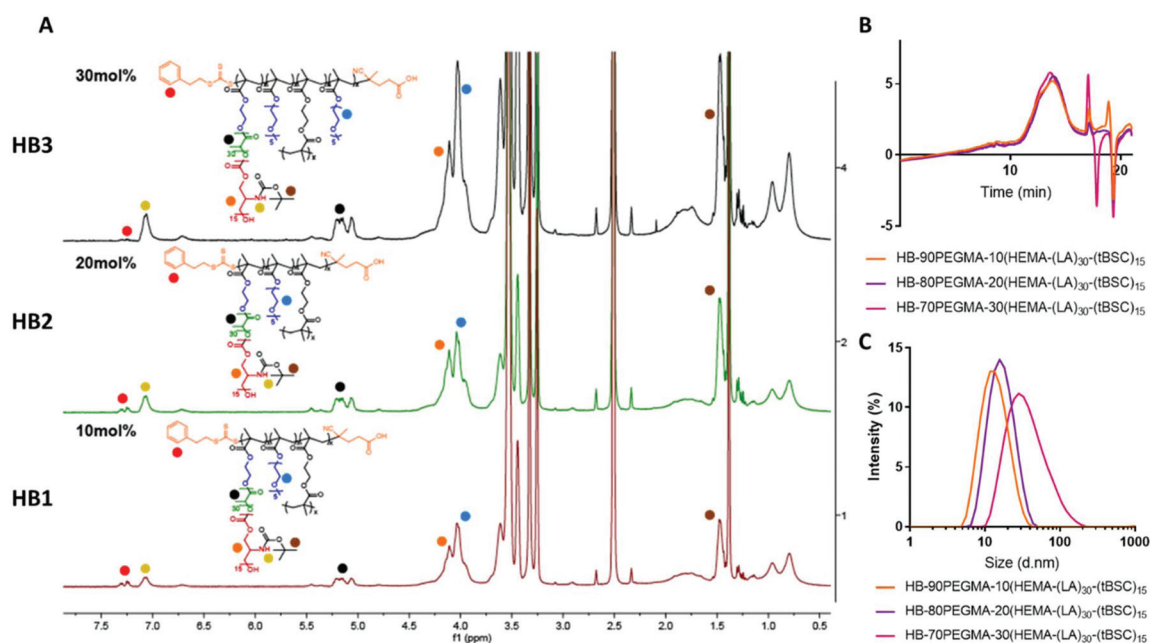 A
30mol%
HB3
20mol%
HB2
10mol%
HB1
4
2
1
7.5 7.0 6.5 6.0 5.5 5.0 4.5 4.0 3.5 3.0 2.5 2.0 1.5 1.0 0.5
f1 (ppm)
B
5
0
-5
10
20
Time (min)
HB-90PEGMA-10(HEMA-(LA)30-(tBSC)15
HB-80PEGMA-20(HEMA-(LA)30-(tBSC)15
HB-70PEGMA-30(HEMA-(LA)30-(tBSC)15
C
Intensity (%)
15
10
5
0
1 10 100 1000
Size (d.nm)
HB-90PEGMA-10(HEMA-(LA)30-(tBSC)15
HB-80PEGMA-20(HEMA-(LA)30-(tBSC)15
HB-70PEGMA-30(HEMA-(LA)30-(tBSC)15